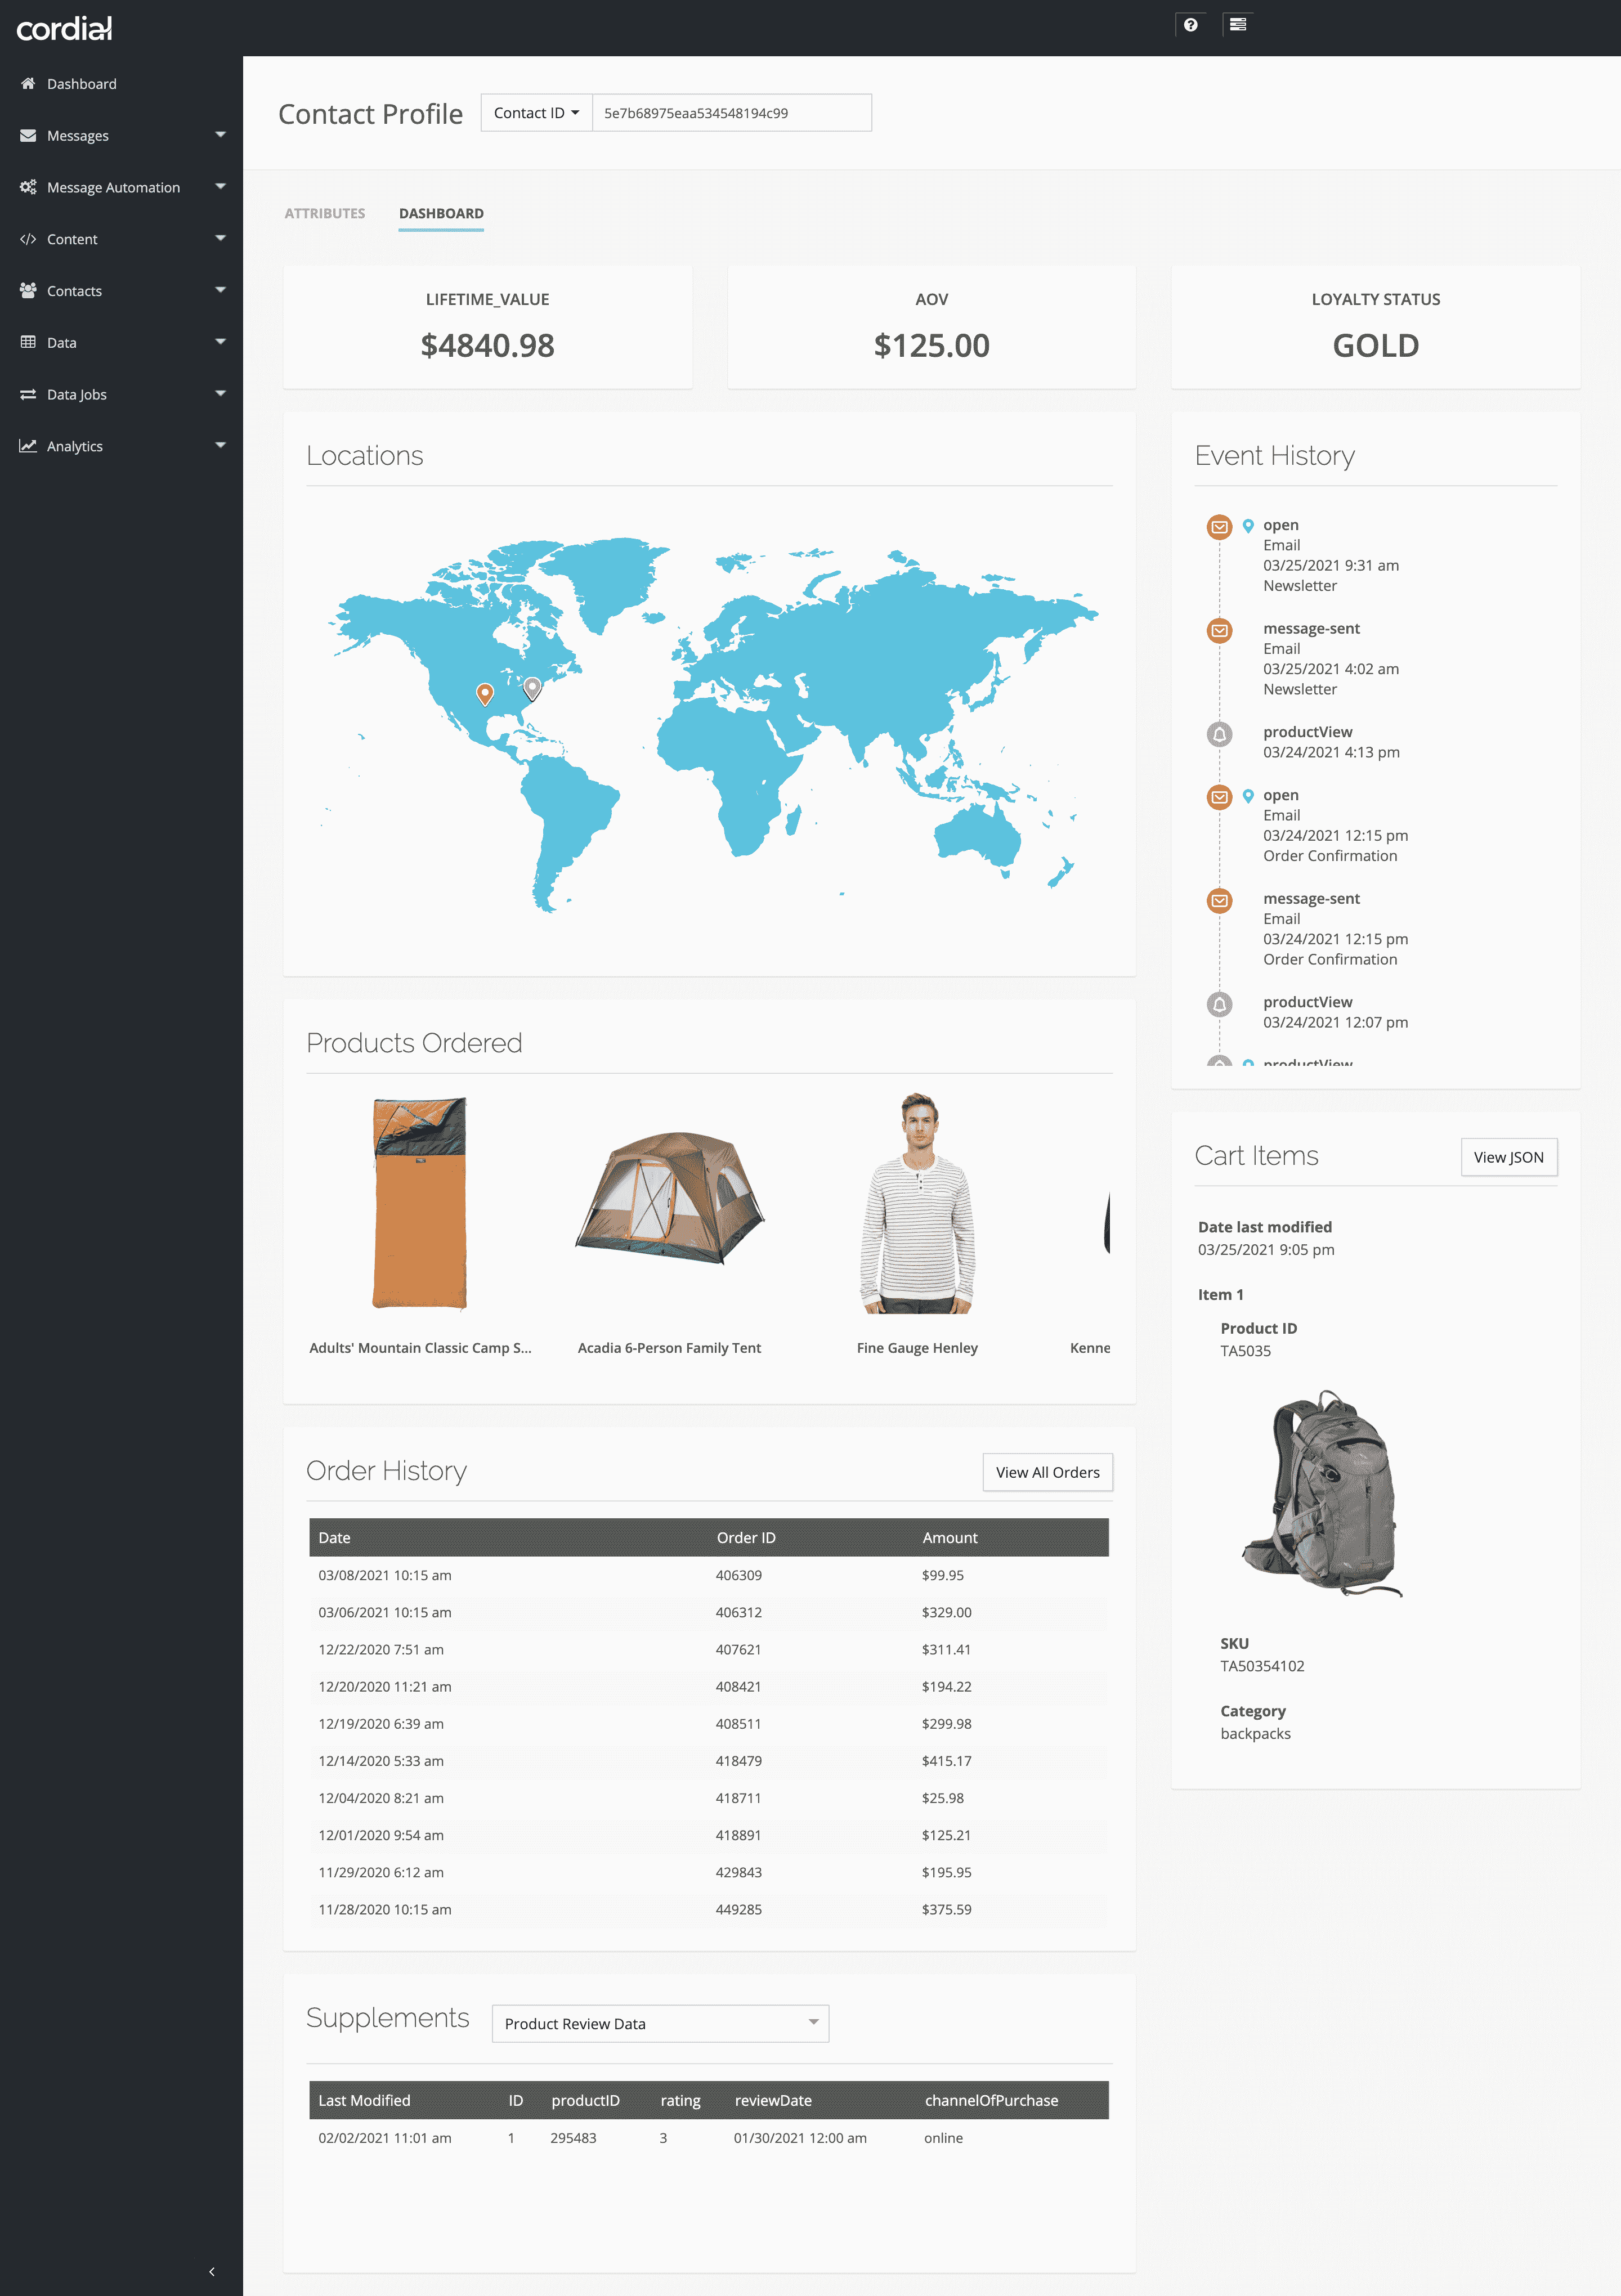 cordial
Dashboard
Messages
Message Automation
Content
Contacts
Data
Data Jobs
Analytics
Contact Profile
Contact ID
5e7b68975eaa534548194c99
ATTRIBUTES
DASHBOARD
LIFETIME_VALUE
$4840.98
AOV
$125.00
LOYALTY STATUS
GOLD
Locations
Products Ordered
Adults' Mountain Classic Camp S...
Acadia 6-Person Family Tent
Fine Gauge Henley
Kenne
Order History
View All Orders
Date Order ID Amount
03/08/2021 10:15 am 406309 $99.95
03/06/2021 10:15 am 406312 $329.00
12/22/2020 7:51 am 407621 $311.41
12/20/2020 11:21 am 408421 $194.22
12/19/2020 6:39 am 408511 $299.98
12/14/2020 5:33 am 418479 $415.17
12/04/2020 8:21 am 418711 $25.98
12/01/2020 9:54 am 418891 $125.21
11/29/2020 6:12 am 429843 $195.95
11/28/2020 10:15 am 449285 $375.59
Supplements
Product Review Data
Last Modified ID productID rating reviewDate channelOfPurchase
02/02/2021 11:01 am 1 295483 3 01/30/2021 12:00 am online
Event History
open
Email
03/25/2021 9:31 am
Newsletter
message-sent
Email
03/25/2021 4:02 am
Newsletter
productView
03/24/2021 4:13 pm
open
Email
03/24/2021 12:15 pm
Order Confirmation
message-sent
Email
03/24/2021 12:15 pm
Order Confirmation
productView
03/24/2021 12:07 pm
productView
Cart Items
View JSON
Date last modified
03/25/2021 9:05 pm
Item 1
Product ID
TA5035
SKU
TA50354102
Category
backpacks